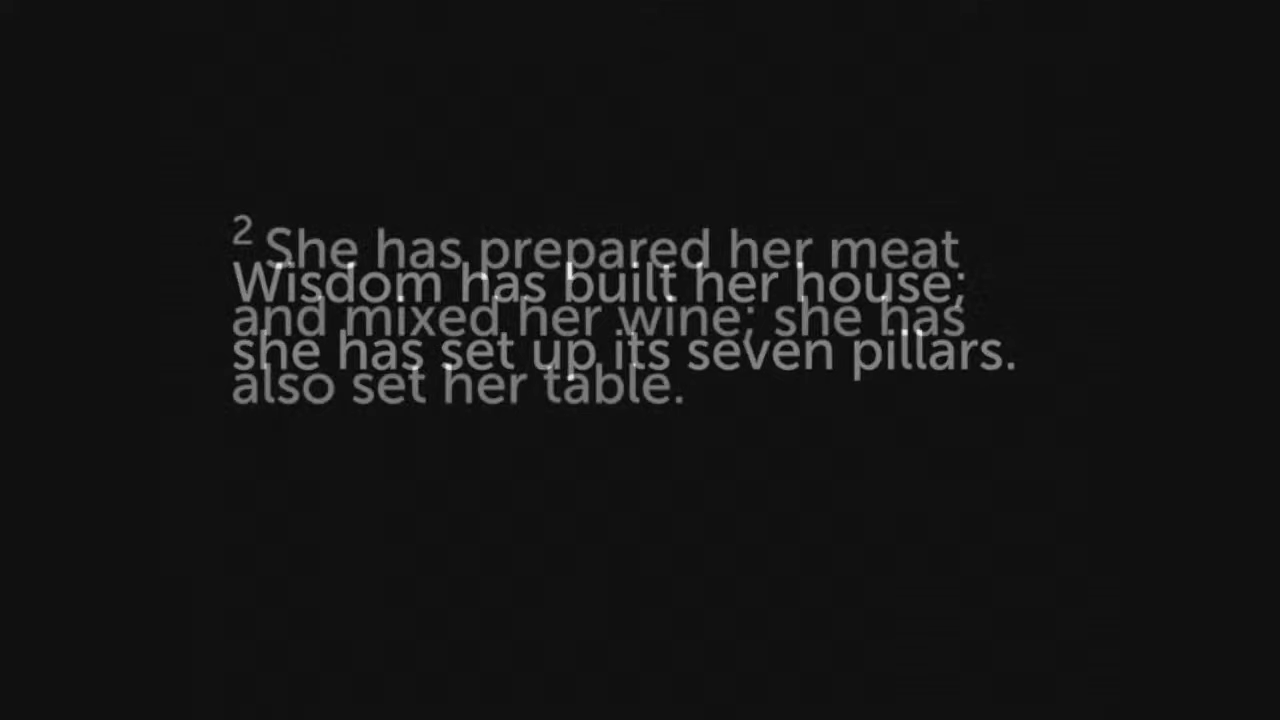 ² She has prepared her meat
Wisdom has built her house;
and mixed her wine; she has
she has set up its seven pillars.
also set her table.